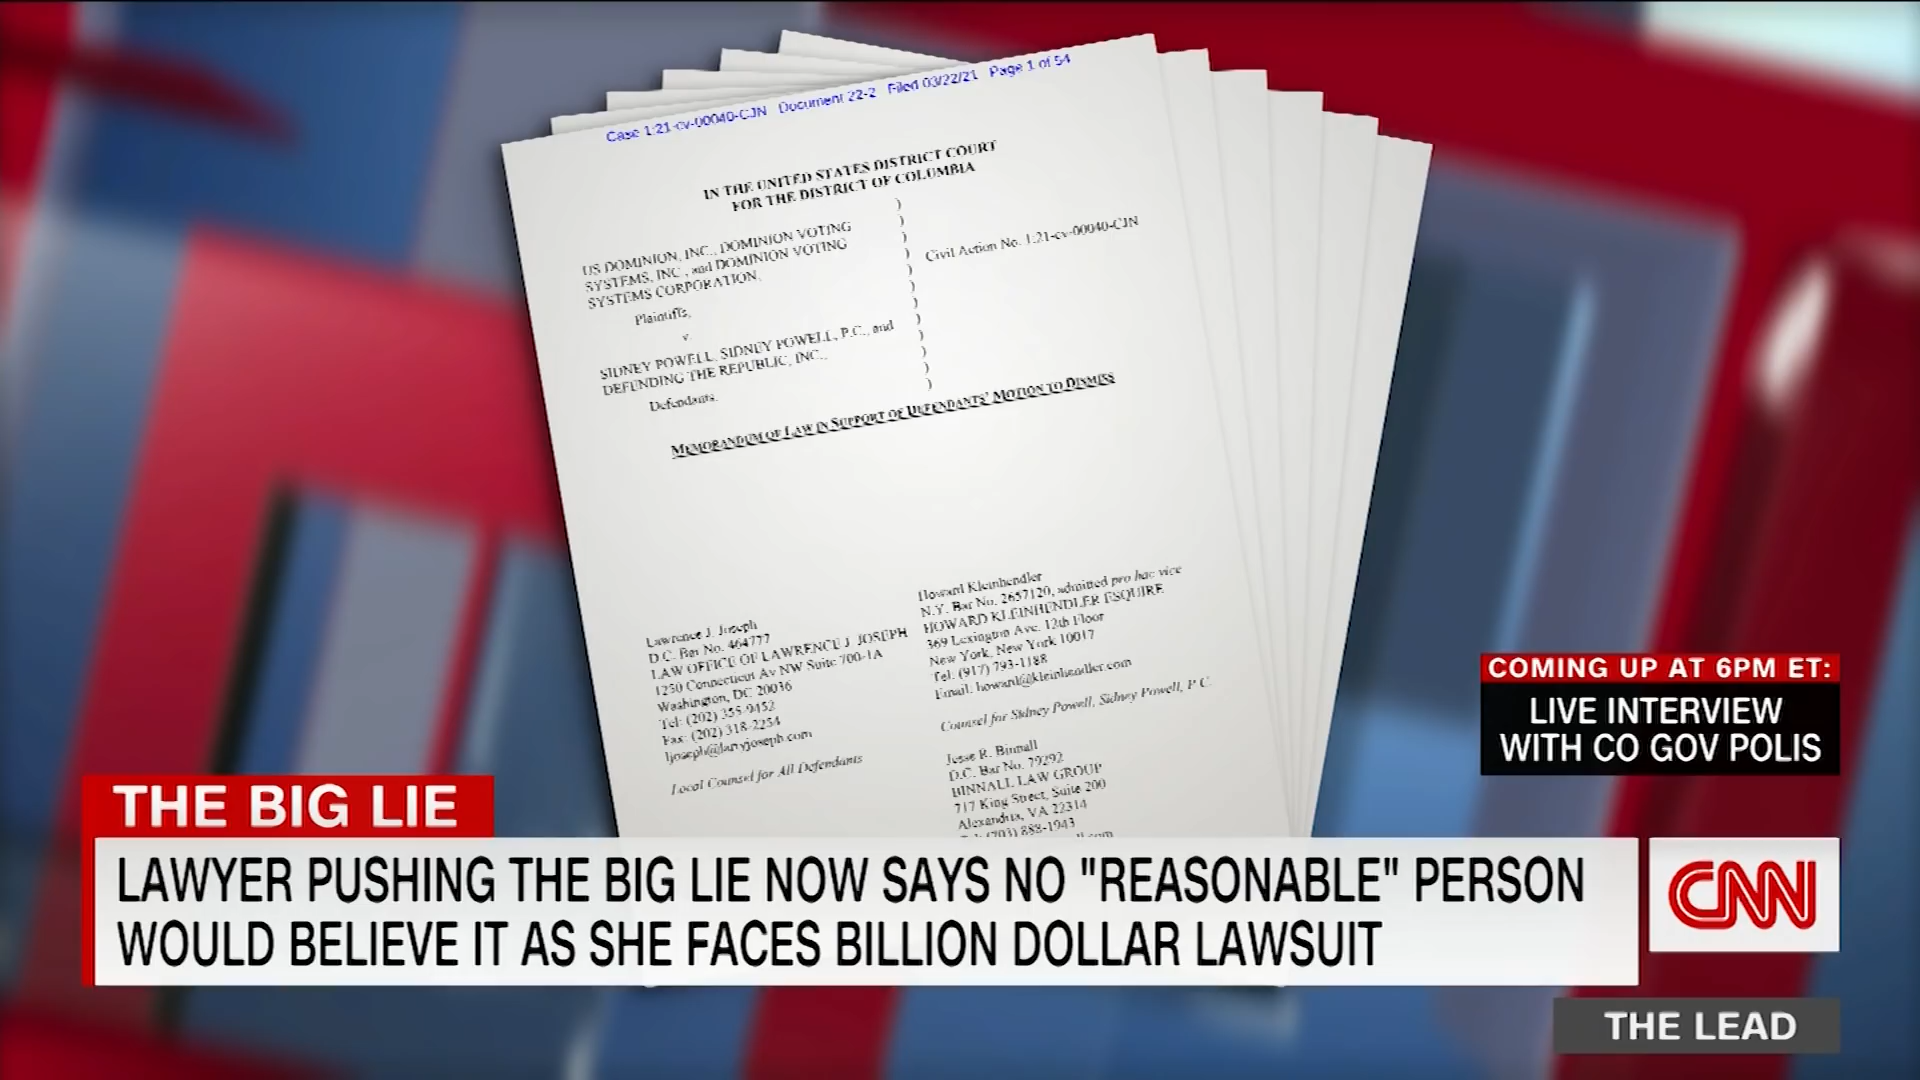 Case 1:21-cv-00040-CJN Document 22-2 Filed 03/22/21 Page 1 of 54
IN THE UNITED STATES DISTRICT COURT
FOR THE DISTRICT OF COLUMBIA
US DOMINION, INC., DOMINION VOTING
SYSTEMS, INC., and DOMINION VOTING
SYSTEMS CORPORATION,
Plaintiffs,
v.
SIDNEY POWELL, SIDNEY POWELL, P.C., and
DEFENDING THE REPUBLIC, INC.,
Defendants.
)
)
)
)
)
)
)
)
)
)
)
)
Civil Action No. 1:21-cv-00040-CJN
MEMORANDUM OF LAW IN SUPPORT OF DEFENDANTS' MOTION TO DISMISS
Lawrence J. Joseph
D.C. Bar No. 464777
LAW OFFICE OF LAWRENCE J. JOSEPH
1250 Connecticut Av NW Suite 700-1A
Washington, DC 20036
Tel: (202) 355-9452
Fax: (202) 318-2254
ljoseph@larryjoseph.com
Local Counsel for All Defendants
Howard Kleinhendler
N.Y. Bar No. 2657120, admitted pro hac vice
HOWARD KLEINHENDLER ESQUIRE
369 Lexington Ave. 12th Floor
New York, New York 10017
Tel: (917) 793-1188
Email: howard@kleinhendler.com
Counsel for Sidney Powell, Sidney Powell, P.C.
Jesse R. Binnall
D.C. Bar No. 79292
BINNALL LAW GROUP
717 King Street, Suite 200
Alexandria, VA 22314
(703) 888-1943
COMING UP AT 6PM ET:
LIVE INTERVIEW
WITH CO GOV POLIS
THE BIG LIE
LAWYER PUSHING THE BIG LIE NOW SAYS NO "REASONABLE" PERSON
WOULD BELIEVE IT AS SHE FACES BILLION DOLLAR LAWSUIT
CNN
THE LEAD